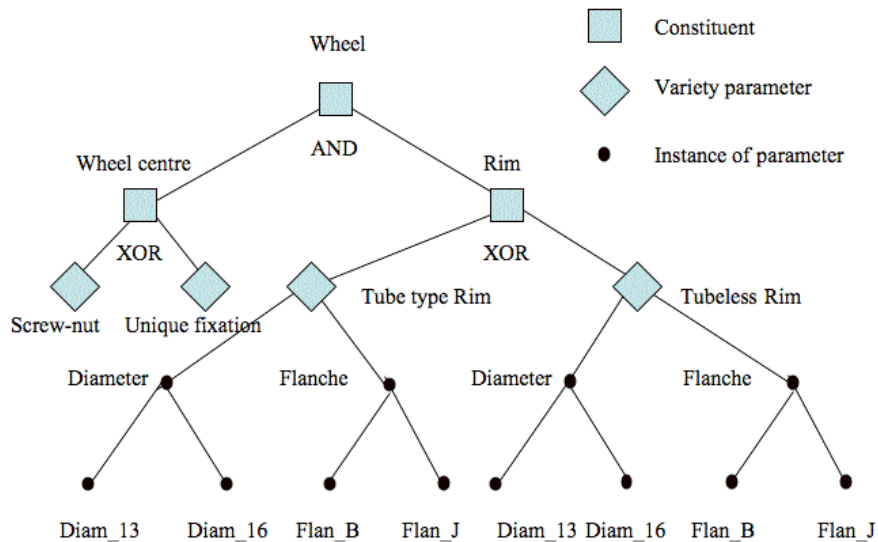 Wheel
Constituent
Variety parameter
AND
Instance of parameter
Wheel centre
Rim
XOR
XOR
Tube type Rim
Tubeless Rim
Screw-nut
Unique fixation
Diameter
Flanche
Diameter
Flanche
Diam_13
Diam_16
Flan_B
Flan_J
Diam_13
Diam_16
Flan_B
Flan_J